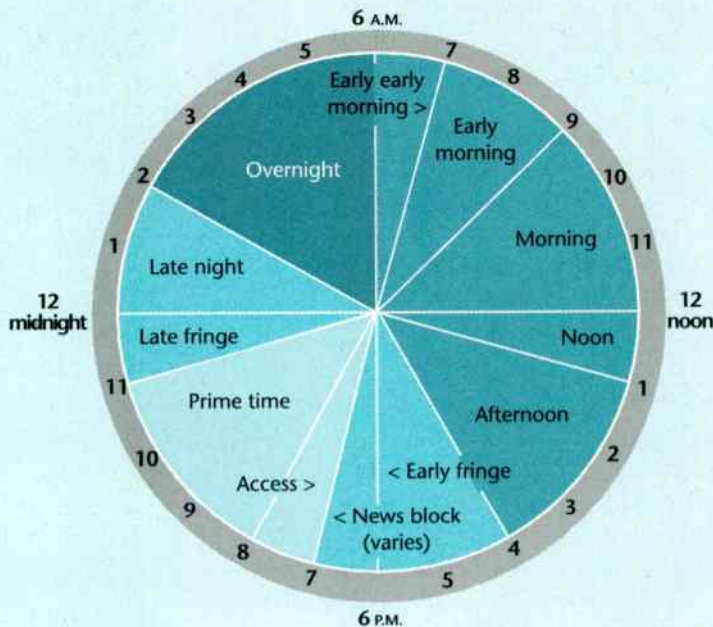 6 A.M.
7
8
9
10
11
12
noon
1
2
3
4
5
6 P.M.
7
8
9
10
11
12
midnight
1
2
3
4
5
Early early
morning >
Early
morning
Morning
Noon
Afternoon
< Early fringe
< News block
(varies)
Access >
Prime time
Late fringe
Late night
Overnight